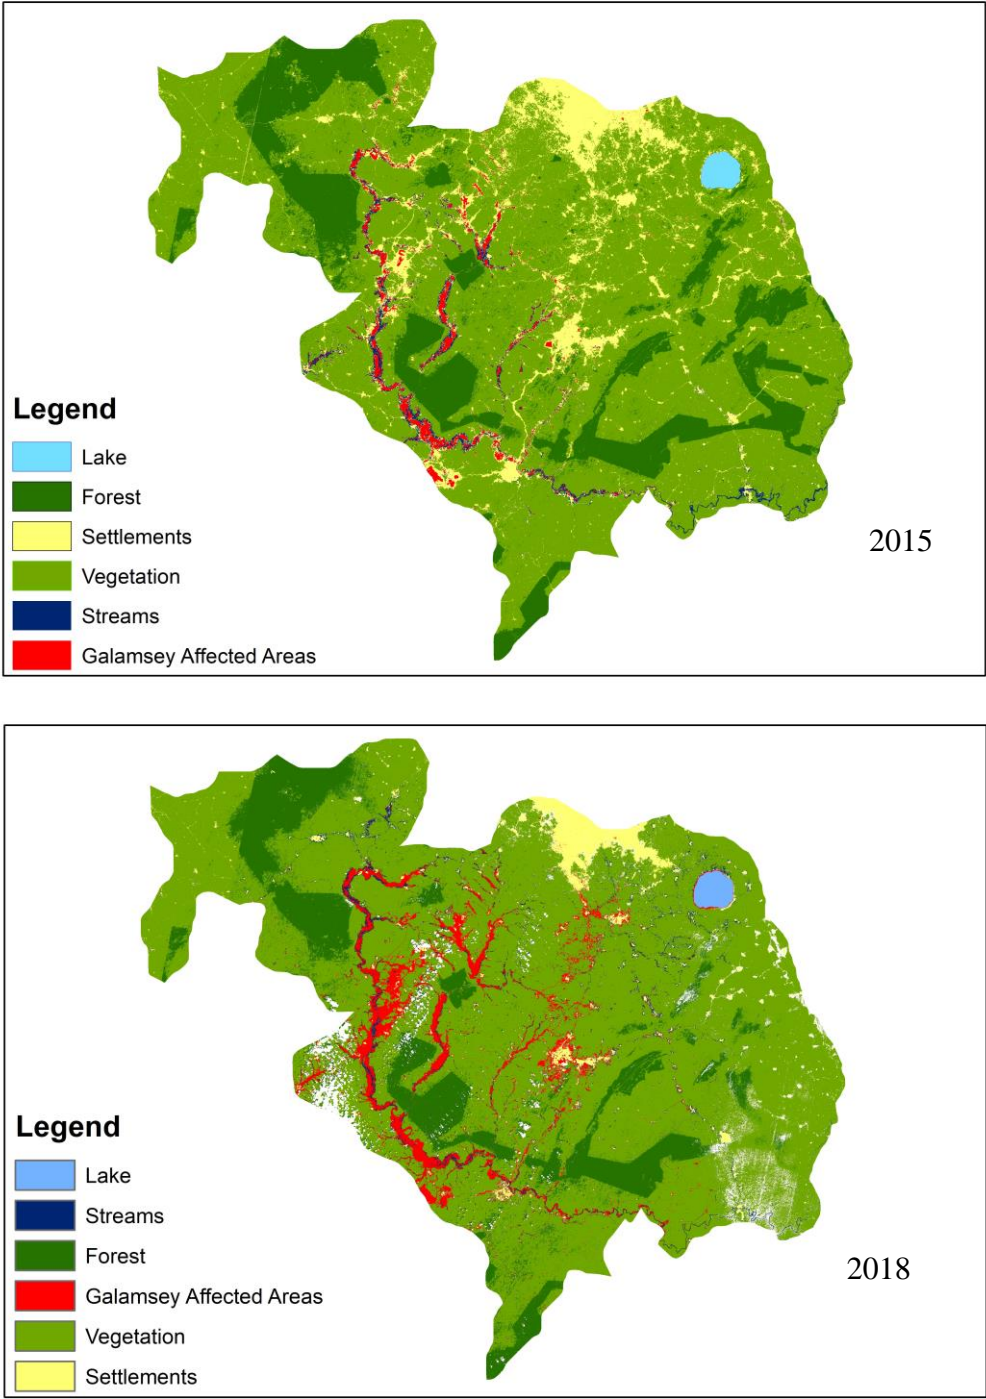 Legend
Lake
Forest
Settlements
Vegetation
Streams
Galamsey Affected Areas
2015
Legend
Lake
Streams
Forest
Galamsey Affected Areas
Vegetation
Settlements
2018